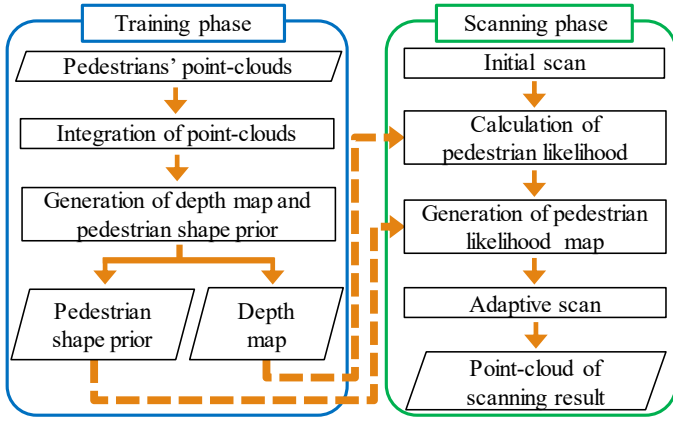 Training phase
Pedestrians' point-clouds
Integration of point-clouds
Generation of depth map and
pedestrian shape prior
Pedestrian
shape prior
Depth
map
Scanning phase
Initial scan
Calculation of
pedestrian likelihood
Generation of pedestrian
likelihood map
Adaptive scan
Point-cloud of
scanning result